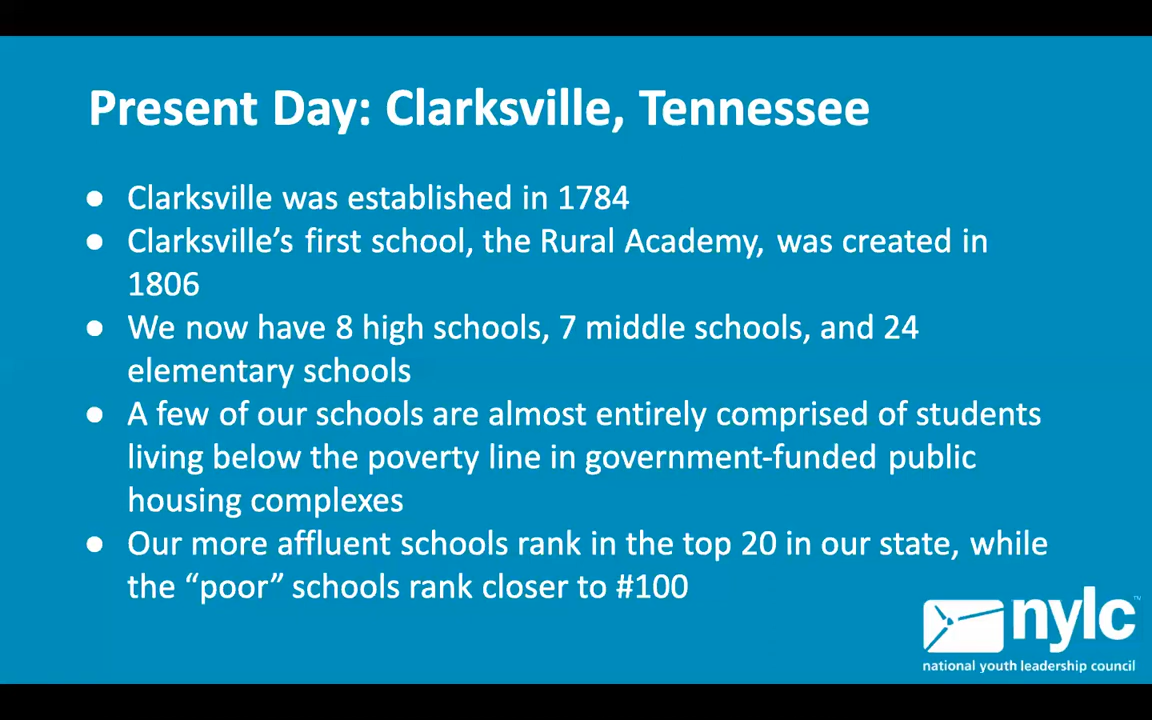 Present Day: Clarksville, Tennessee
● Clarksville was established in 1784
● Clarksville’s first school, the Rural Academy, was created in
1806
● We now have 8 high schools, 7 middle schools, and 24
elementary schools
● A few of our schools are almost entirely comprised of students
living below the poverty line in government-funded public
housing complexes
● Our more affluent schools rank in the top 20 in our state, while
the “poor” schools rank closer to #100
nylc™
national youth leadership council